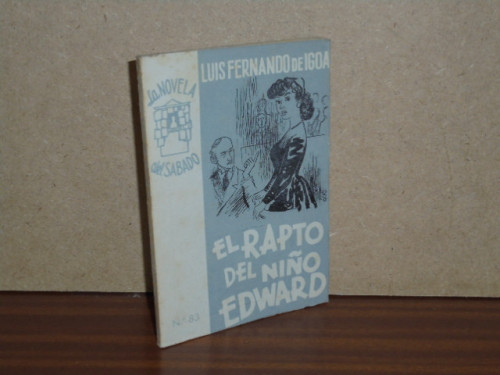 LUIS FERNANDO DE IGOA
La NOVELA
del SABADO
EL RAPTO
DEL NIÑO
EDWARD